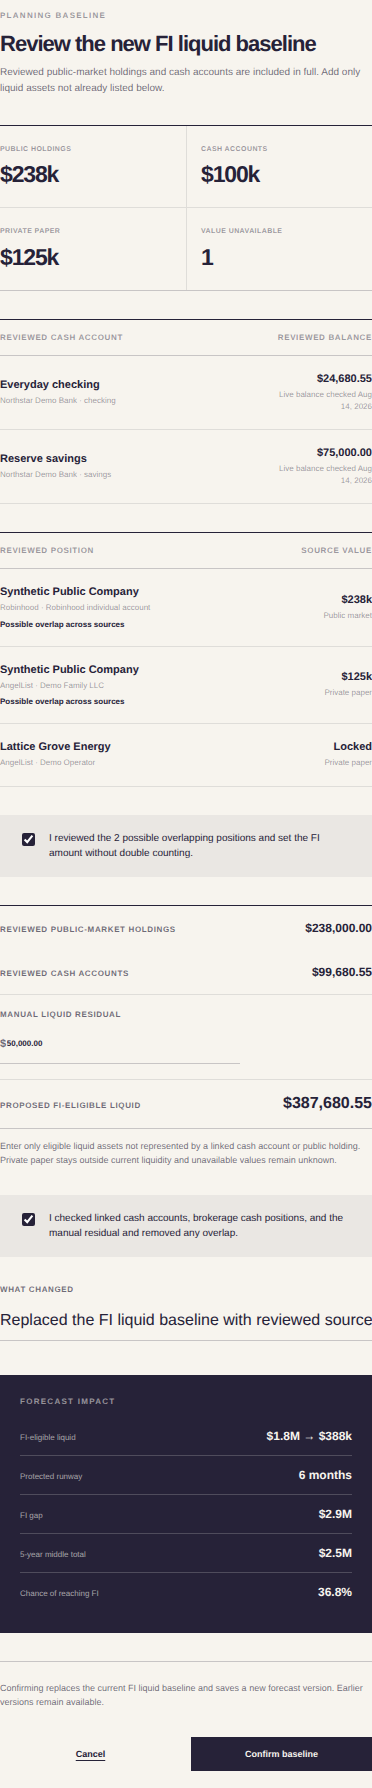 PLANNING BASELINE
Review the new FI liquid baseline
Reviewed public-market holdings and cash accounts are included in full. Add only
liquid assets not already listed below.
PUBLIC HOLDINGS
$238k
CASH ACCOUNTS
$100k
PRIVATE PAPER
$125k
VALUE UNAVAILABLE
1
REVIEWED CASH ACCOUNT
REVIEWED BALANCE
Everyday checking
Northstar Demo Bank · checking
$24,680.55
Live balance checked Aug
14, 2026
Reserve savings
Northstar Demo Bank · savings
$75,000.00
Live balance checked Aug
14, 2026
REVIEWED POSITION
SOURCE VALUE
Synthetic Public Company
Robinhood · Robinhood individual account
Possible overlap across sources
$238k
Public market
Synthetic Public Company
AngelList · Demo Family LLC
Possible overlap across sources
$125k
Private paper
Lattice Grove Energy
AngelList · Demo Operator
Locked
Private paper
I reviewed the 2 possible overlapping positions and set the FI
amount without double counting.
REVIEWED PUBLIC-MARKET HOLDINGS
$238,000.00
REVIEWED CASH ACCOUNTS
$99,680.55
MANUAL LIQUID RESIDUAL
$50,000.00
PROPOSED FI-ELIGIBLE LIQUID
$387,680.55
Enter only eligible liquid assets not represented by a linked cash account or public holding.
Private paper stays outside current liquidity and unavailable values remain unknown.
I checked linked cash accounts, brokerage cash positions, and the
manual residual and removed any overlap.
WHAT CHANGED
Replaced the FI liquid baseline with reviewed source
FORECAST IMPACT
FI-eligible liquid
$1.8M → $388k
Protected runway
6 months
FI gap
$2.9M
5-year middle total
$2.5M
Chance of reaching FI
36.8%
Confirming replaces the current FI liquid baseline and saves a new forecast version. Earlier
versions remain available.
Cancel
Confirm baseline